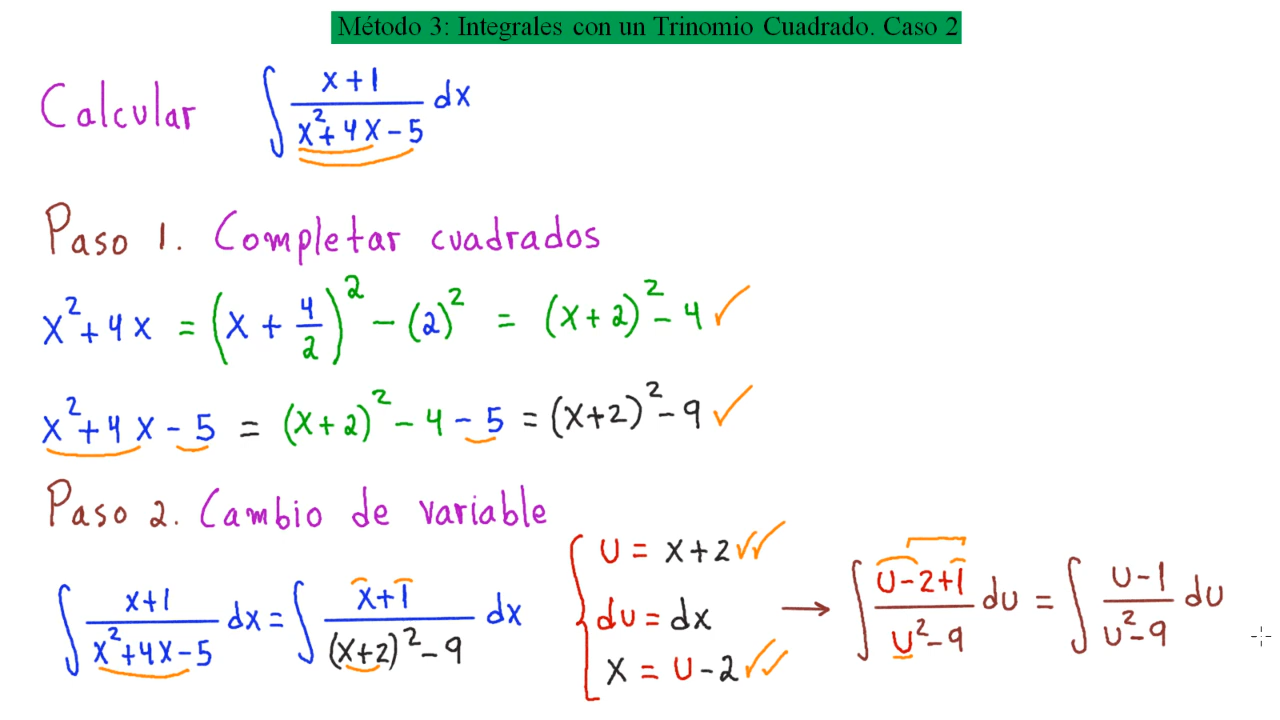 Método 3: Integrales con un Trinomio Cuadrado. Caso 2
Calcular ∫ (x+1)/(x²+4x-5) dx
Paso 1. Completar cuadrados
x²+4x = (x + 4/2)² - (2)² = (x+2)² - 4 ✓
x²+4x-5 = (x+2)² - 4 - 5 = (x+2)² - 9 ✓
Paso 2. Cambio de variable
∫ (x+1)/(x²+4x-5) dx = ∫ (x+1)/((x+2)²-9) dx
{ u = x+2 ✓✓
du = dx
x = u-2 ✓✓
→ ∫ (u-2+1)/(u²-9) du = ∫ (u-1)/(u²-9) du